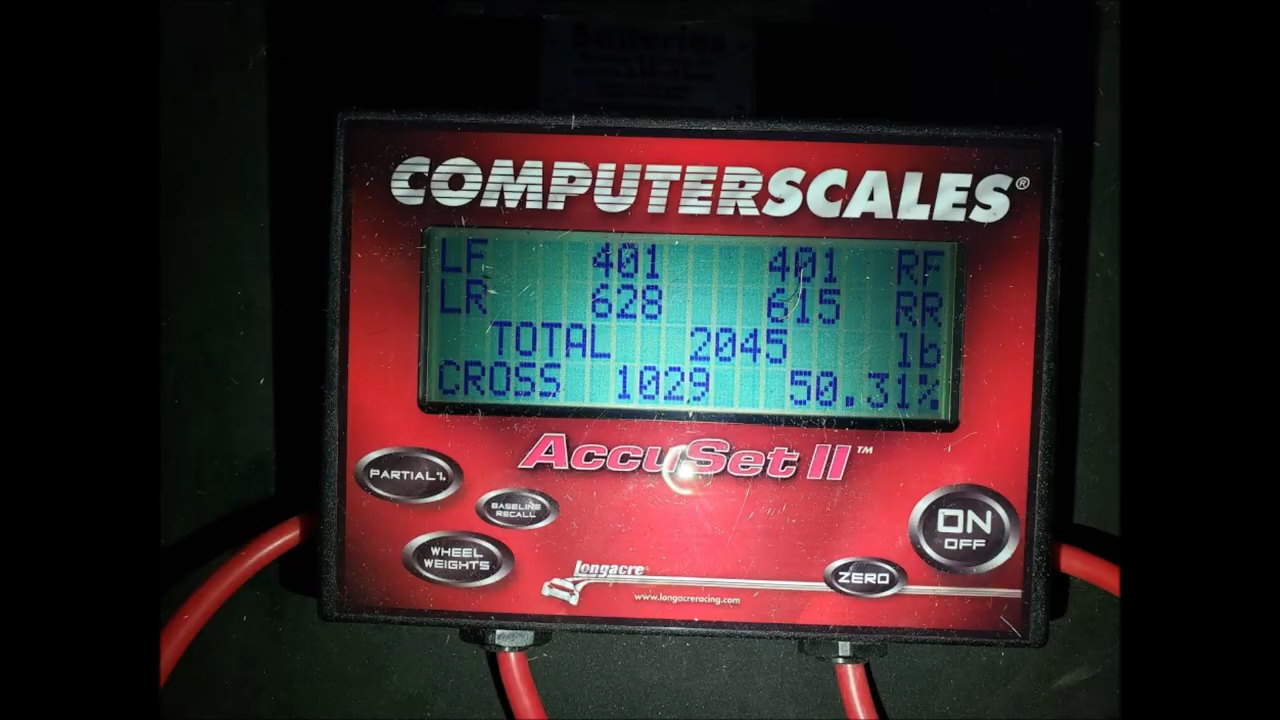 Batteries
COMPUTERSCALES®
LF 401 401 RF
LR 628 615 RR
TOTAL 2045 lb
CROSS 1029 50.31%
AccuSet II™
PARTIAL%
BASELINE
RECALL
WHEEL
WEIGHTS
ON
OFF
ZERO
Longacre®
www.longacreracing.com